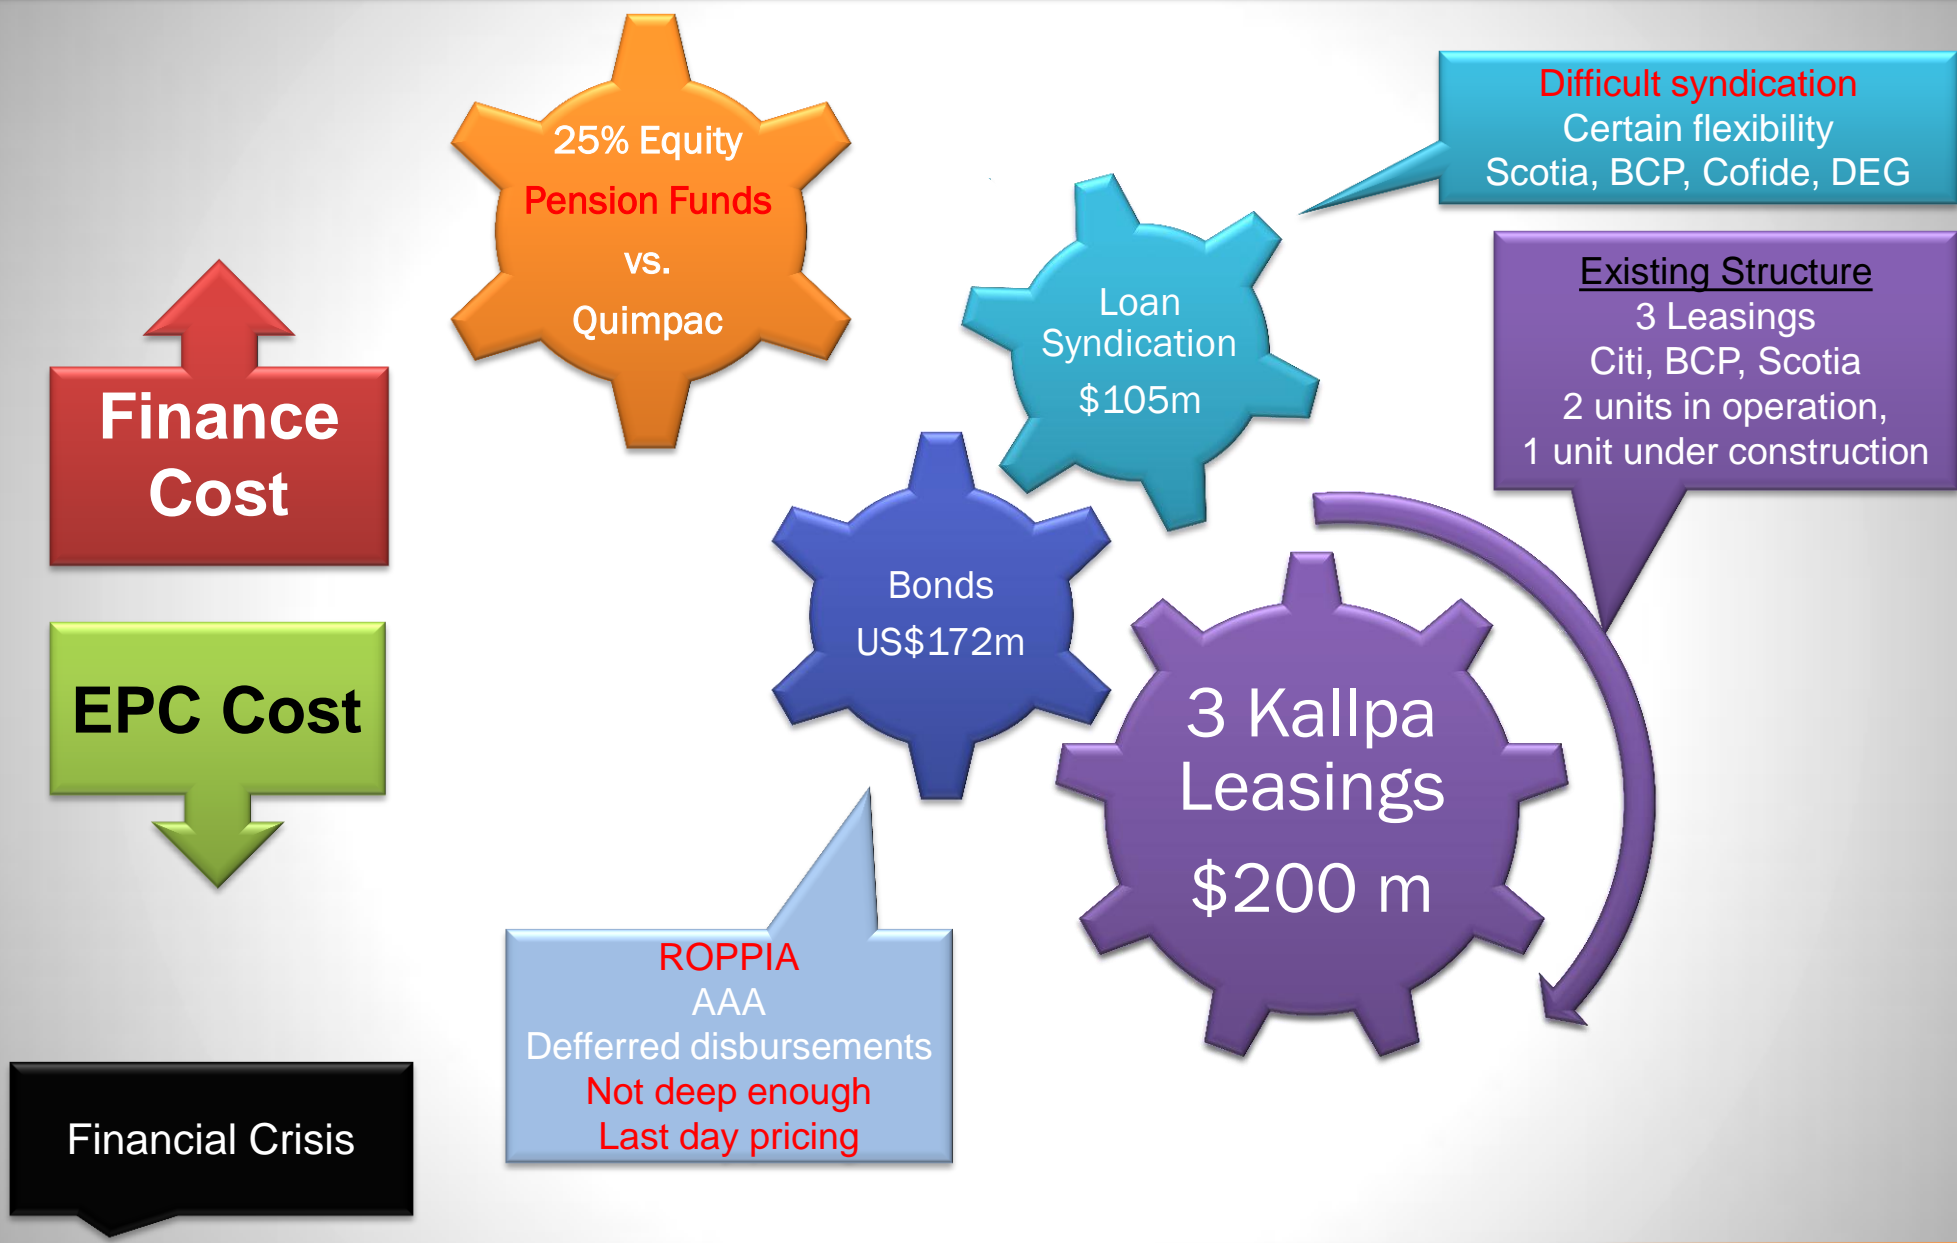 25% Equity
Pension Funds
vs.
Quimpac
Difficult syndication
Certain flexibility
Scotia, BCP, Cofide, DEG
Loan
Syndication
$105m
Existing Structure
3 Leasings
Citi, BCP, Scotia
2 units in operation,
1 unit under construction
Finance
Cost
Bonds
US$172m
EPC Cost
3 Kallpa
Leasings
$200 m
ROPPIA
AAA
Defferred disbursements
Not deep enough
Last day pricing
Financial Crisis